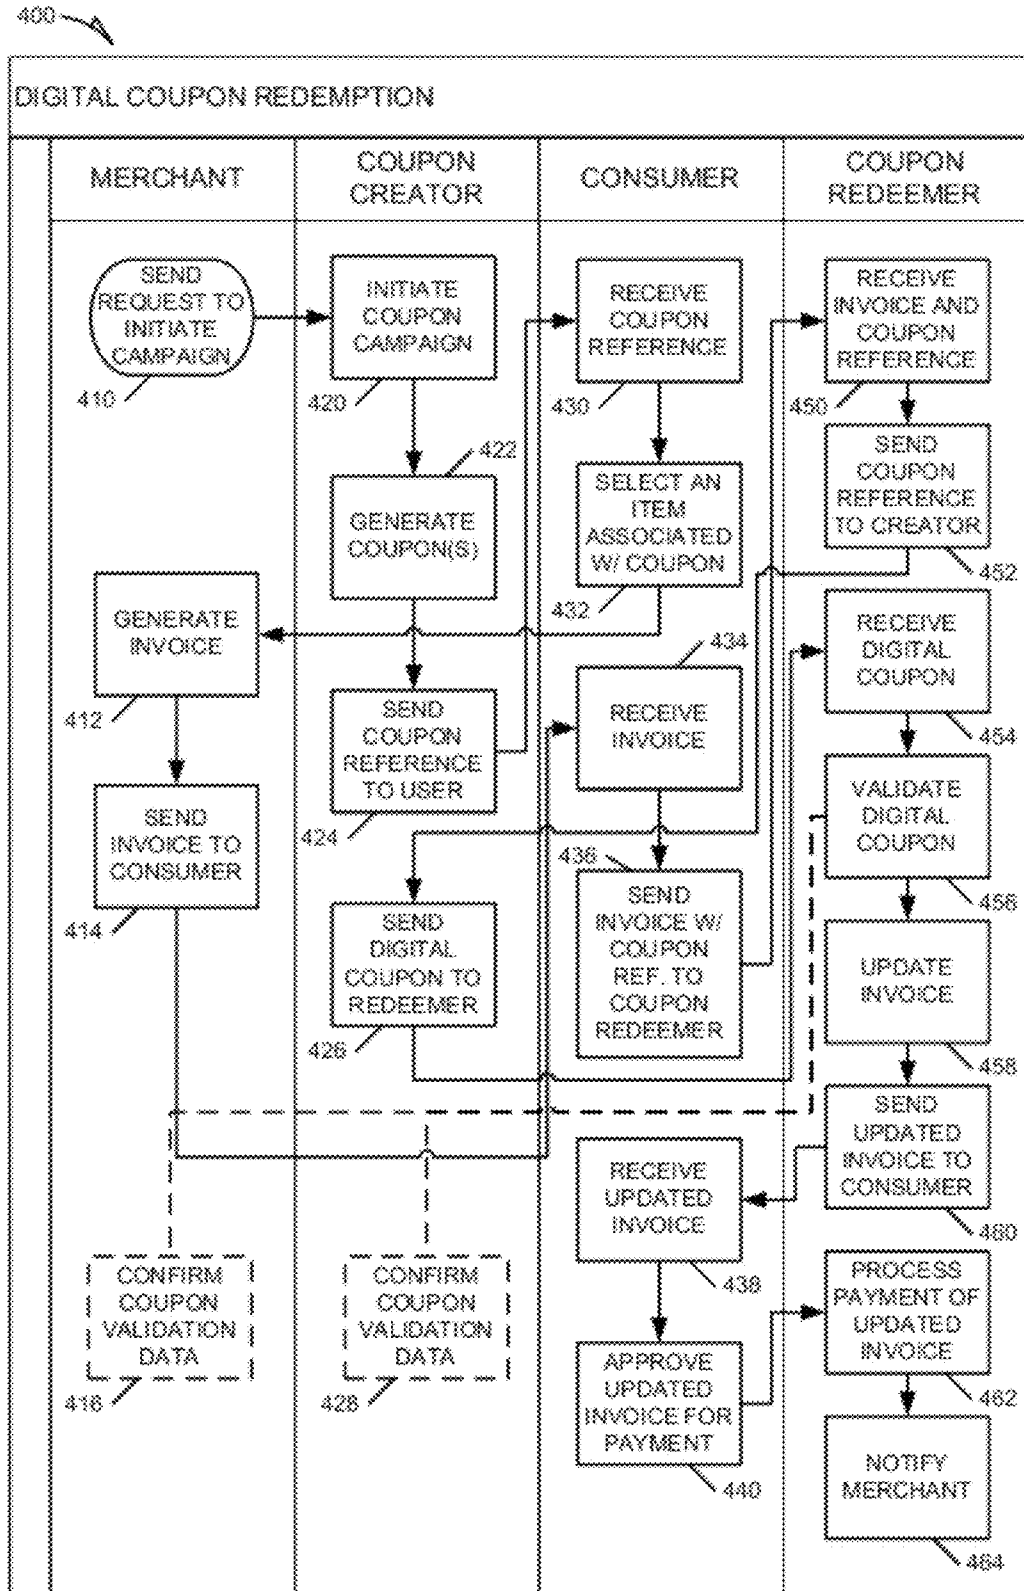 400
DIGITAL COUPON REDEMPTION
MERCHANT
COUPON
CREATOR
CONSUMER
COUPON
REDEEMER
SEND
REQUEST TO
INITIATE
CAMPAIGN
410
GENERATE
INVOICE
412
SEND
INVOICE TO
CONSUMER
414
CONFIRM
COUPON
VALIDATION
DATA
416
INITIATE
COUPON
CAMPAIGN
420
422
GENERATE
COUPON(S)
SEND
COUPON
REFERENCE
TO USER
424
SEND
DIGITAL
COUPON TO
REDEEMER
426
CONFIRM
COUPON
VALIDATION
DATA
428
RECEIVE
COUPON
REFERENCE
430
SELECT AN
ITEM
ASSOCIATED
W/ COUPON
432
434
RECEIVE
INVOICE
436
SEND
INVOICE W/
COUPON
REF. TO
COUPON
REDEEMER
RECEIVE
UPDATED
INVOICE
438
APPROVE
UPDATED
INVOICE FOR
PAYMENT
440
RECEIVE
INVOICE AND
COUPON
REFERENCE
450
SEND
COUPON
REFERENCE
TO CREATOR
452
RECEIVE
DIGITAL
COUPON
454
VALIDATE
DIGITAL
COUPON
456
UPDATE
INVOICE
458
SEND
UPDATED
INVOICE TO
CONSUMER
460
PROCESS
PAYMENT OF
UPDATED
INVOICE
462
NOTIFY
MERCHANT
464